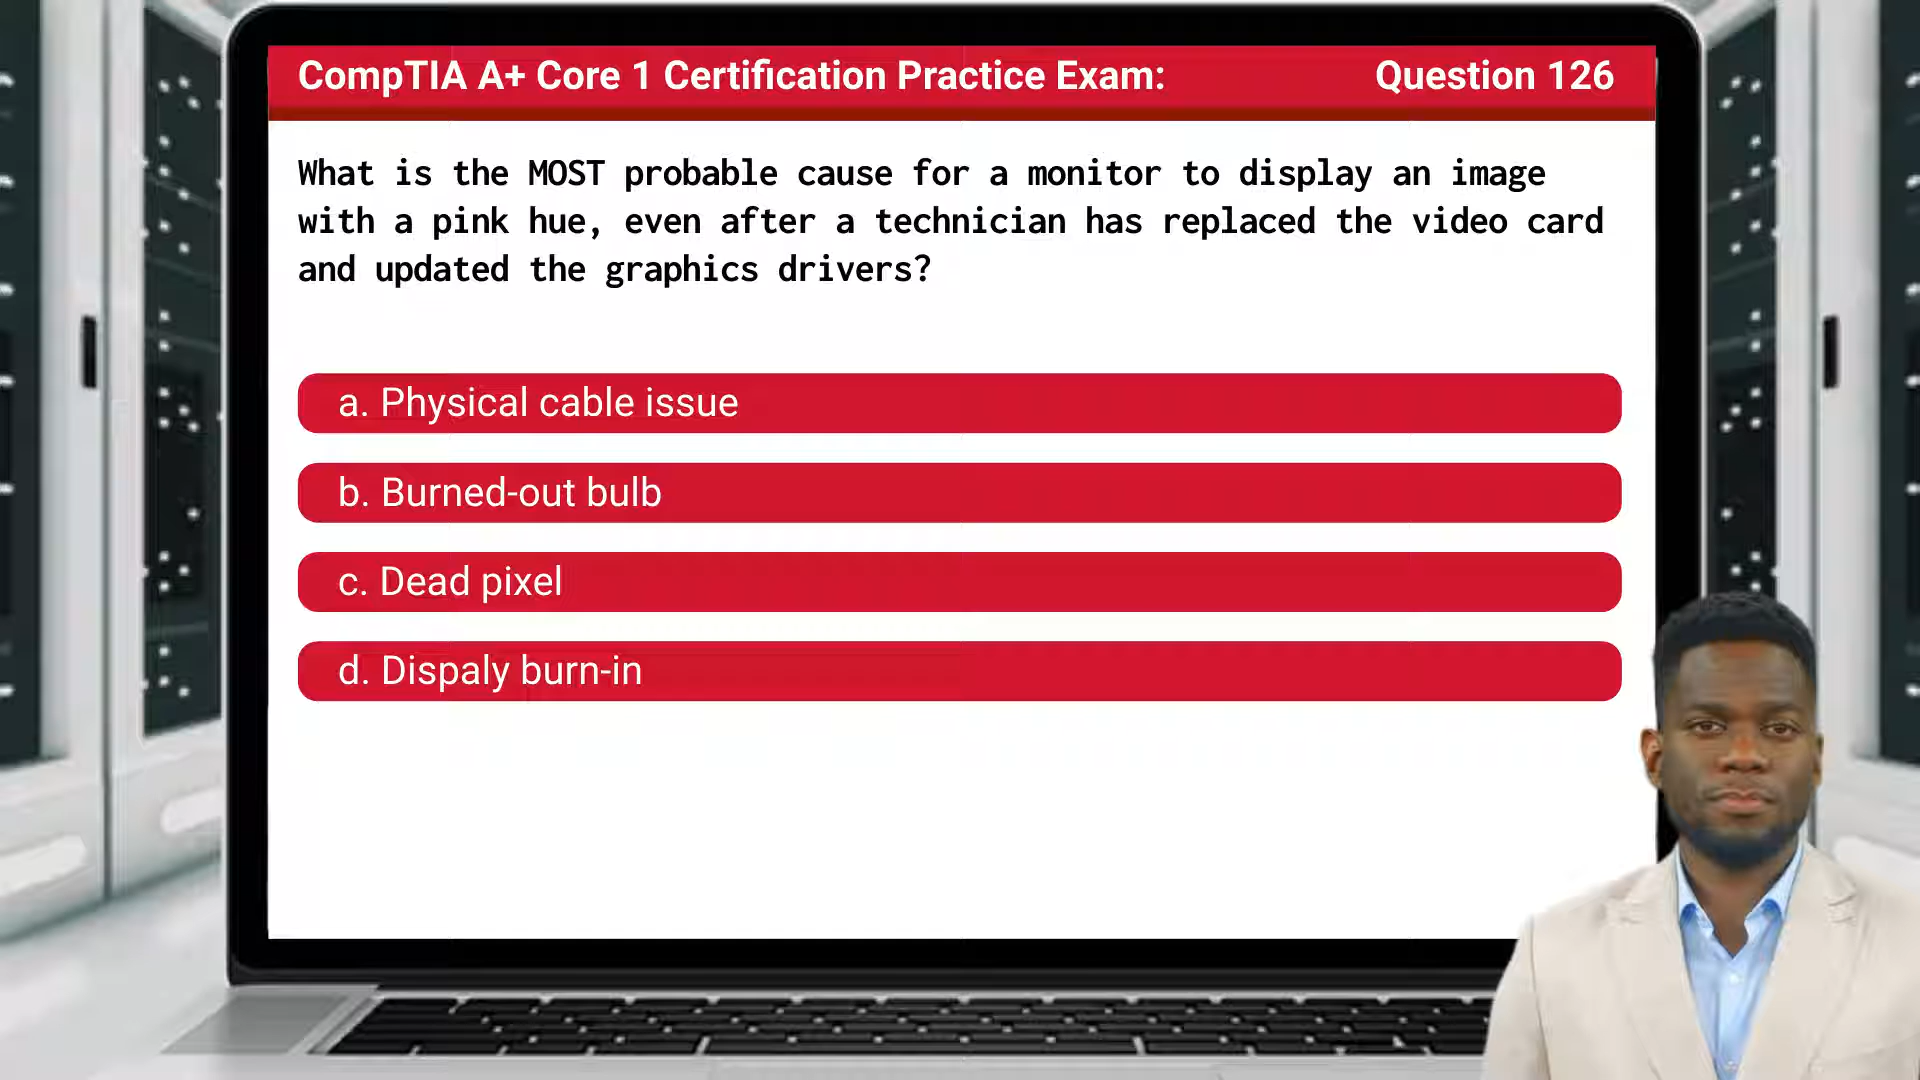 CompTIA A+ Core 1 Certification Practice Exam: Question 126
What is the MOST probable cause for a monitor to display an image
with a pink hue, even after a technician has replaced the video card
and updated the graphics drivers?
a. Physical cable issue
b. Burned-out bulb
c. Dead pixel
d. Dispaly burn-in